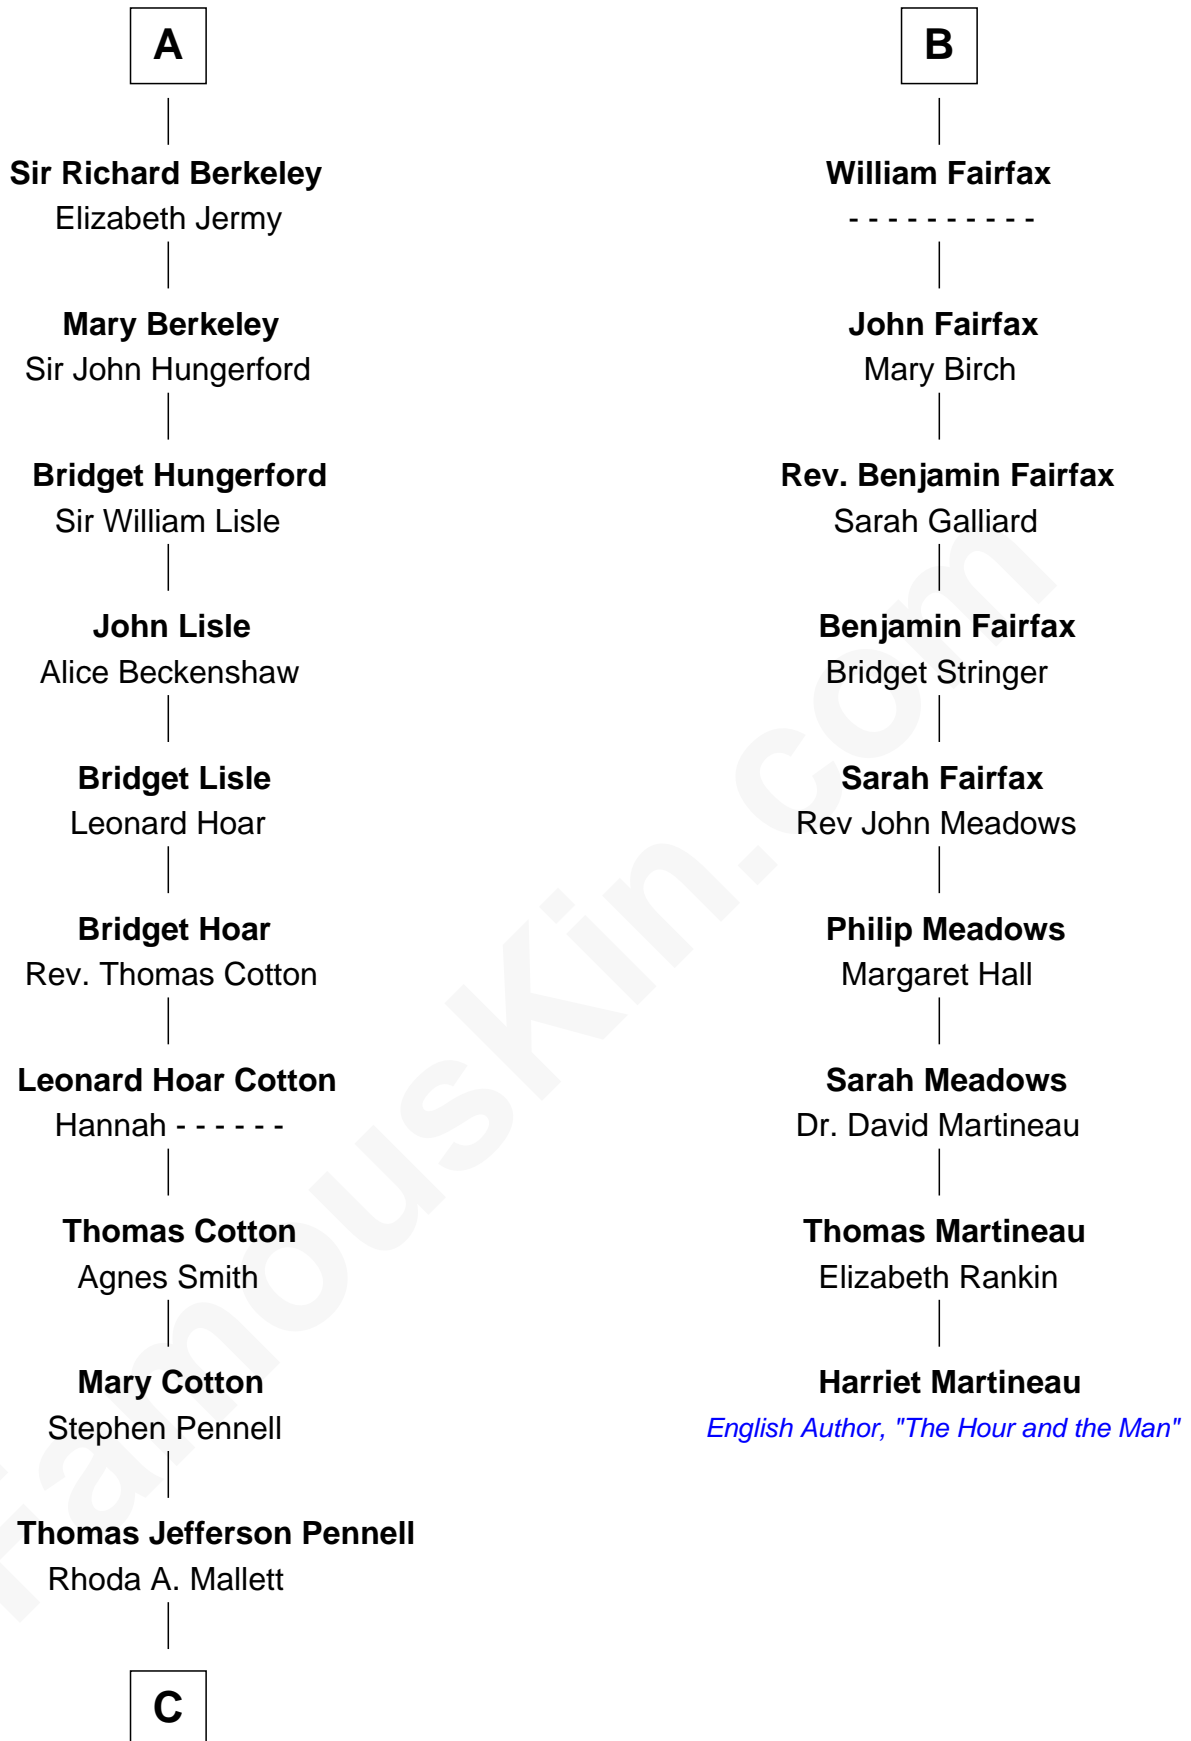 A
Sir Richard Berkeley
Elizabeth Jermy
Mary Berkeley
Sir John Hungerford
Bridget Hungerford
Sir William Lisle
John Lisle
Alice Beckenshaw
Bridget Lisle
Leonard Hoar
Bridget Hoar
Rev. Thomas Cotton
Leonard Hoar Cotton
Hannah - - - - - -
Thomas Cotton
Agnes Smith
Mary Cotton
Stephen Pennell
Thomas Jefferson Pennell
Rhoda A. Mallett
C
B
William Fairfax
- - - - - - - - - -
John Fairfax
Mary Birch
Rev. Benjamin Fairfax
Sarah Galliard
Benjamin Fairfax
Bridget Stringer
Sarah Fairfax
Rev John Meadows
Philip Meadows
Margaret Hall
Sarah Meadows
Dr. David Martineau
Thomas Martineau
Elizabeth Rankin
Harriet Martineau
English Author, "The Hour and the Man"
FamousKin.com